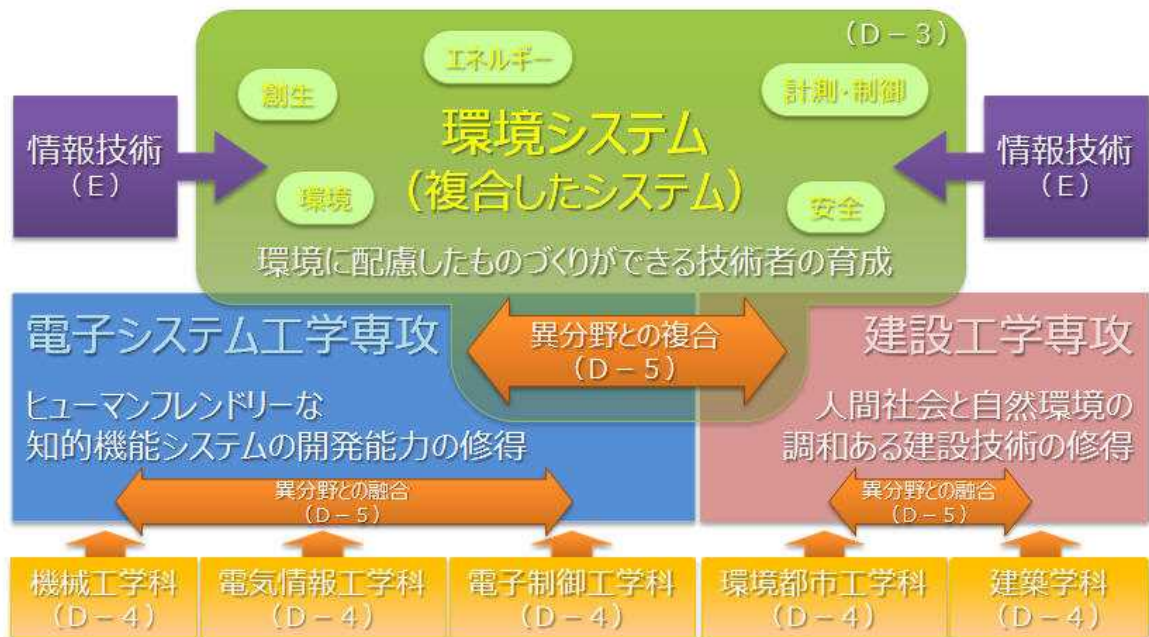 (D-3)
エネルギー
創生
計測・制御
環境システム
(複合したシステム)
環境
安全
環境に配慮したものづくりができる技術者の育成
情報技術
(E)
情報技術
(E)
電子システム工学専攻
ヒューマンフレンドリーな
知的機能システムの開発能力の修得
異分野との複合
(D-5)
建設工学専攻
人間社会と自然環境の
調和ある建設技術の修得
異分野との融合
(D-5)
異分野との融合
(D-5)
機械工学科
(D-4)
電気情報工学科
(D-4)
電子制御工学科
(D-4)
環境都市工学科
(D-4)
建築学科
(D-4)